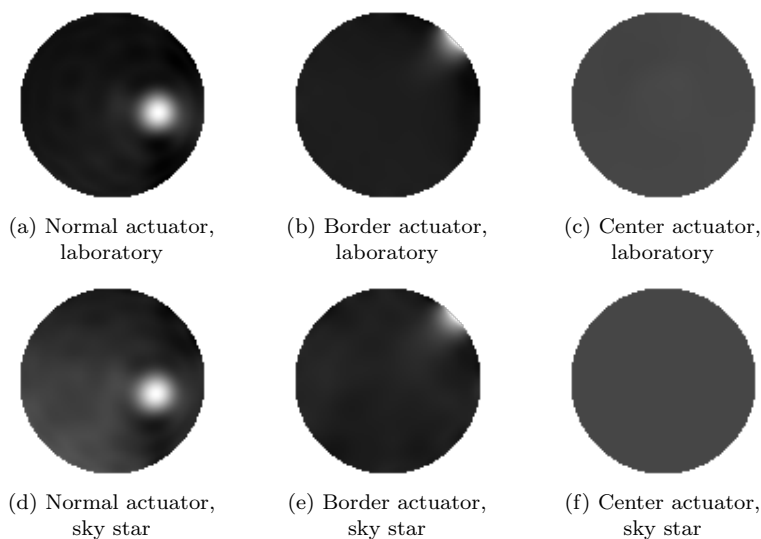 (a) Normal actuator,
laboratory
(b) Border actuator,
laboratory
(c) Center actuator,
laboratory
(d) Normal actuator,
sky star
(e) Border actuator,
sky star
(f) Center actuator,
sky star